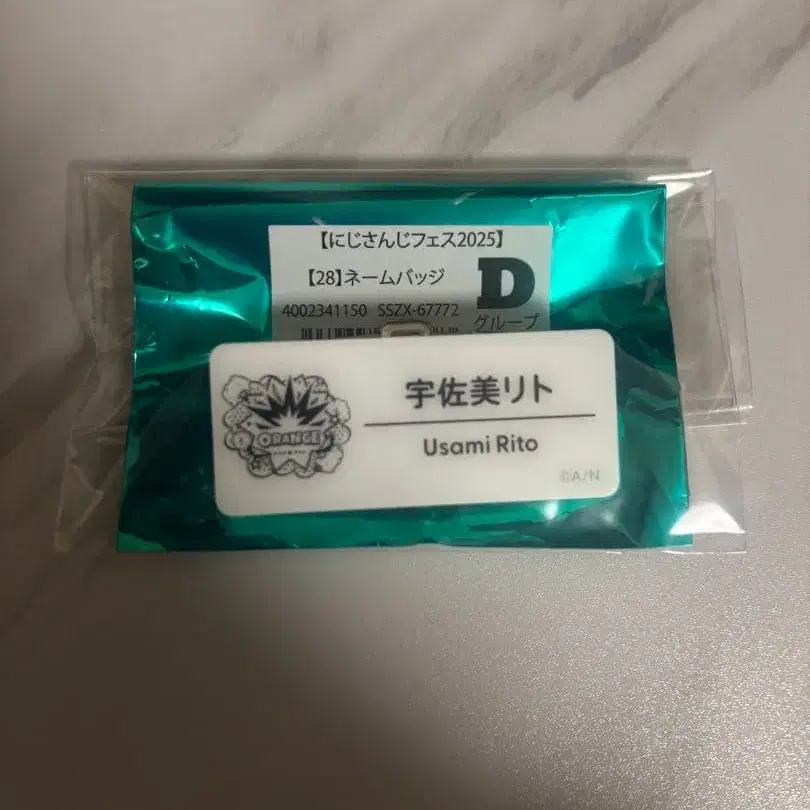 【にじさんじフェス2025】
【28】ネームバッジ
D
4002341150 SSZX-67772
グループ
宇佐美リト
ORANGE
Usami Rito
©A/N